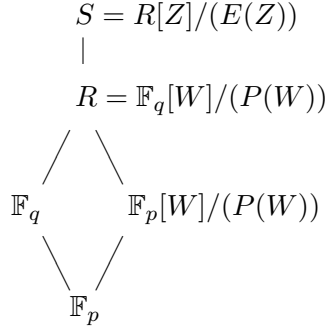 S = R[Z]/(E(Z))
R = 𝔽_q[W]/(P(W))
𝔽_q 𝔽_p[W]/(P(W))
𝔽_p